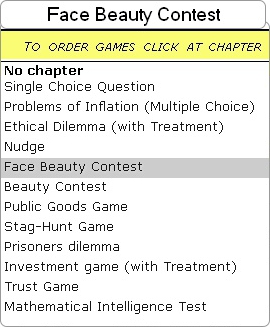 Face Beauty Contest
TO ORDER GAMES CLICK AT CHAPTER
No chapter
Single Choice Question
Problems of Inflation (Multiple Choice)
Ethical Dilemma (with Treatment)
Nudge
Face Beauty Contest
Beauty Contest
Public Goods Game
Stag-Hunt Game
Prisoners dilemma
Investment game (with Treatment)
Trust Game
Mathematical Intelligence Test